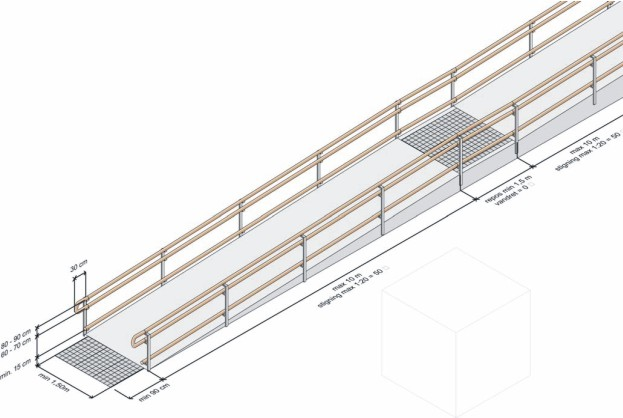 max 10 m
stigning max 1:20 = 50
repos min 1,5 m
vandret = 0
30 cm
max 10 m
stigning max 1:20 = 50
80 - 90 cm
60 - 70 cm
min. 15 cm
min 1,50m
min 90 cm